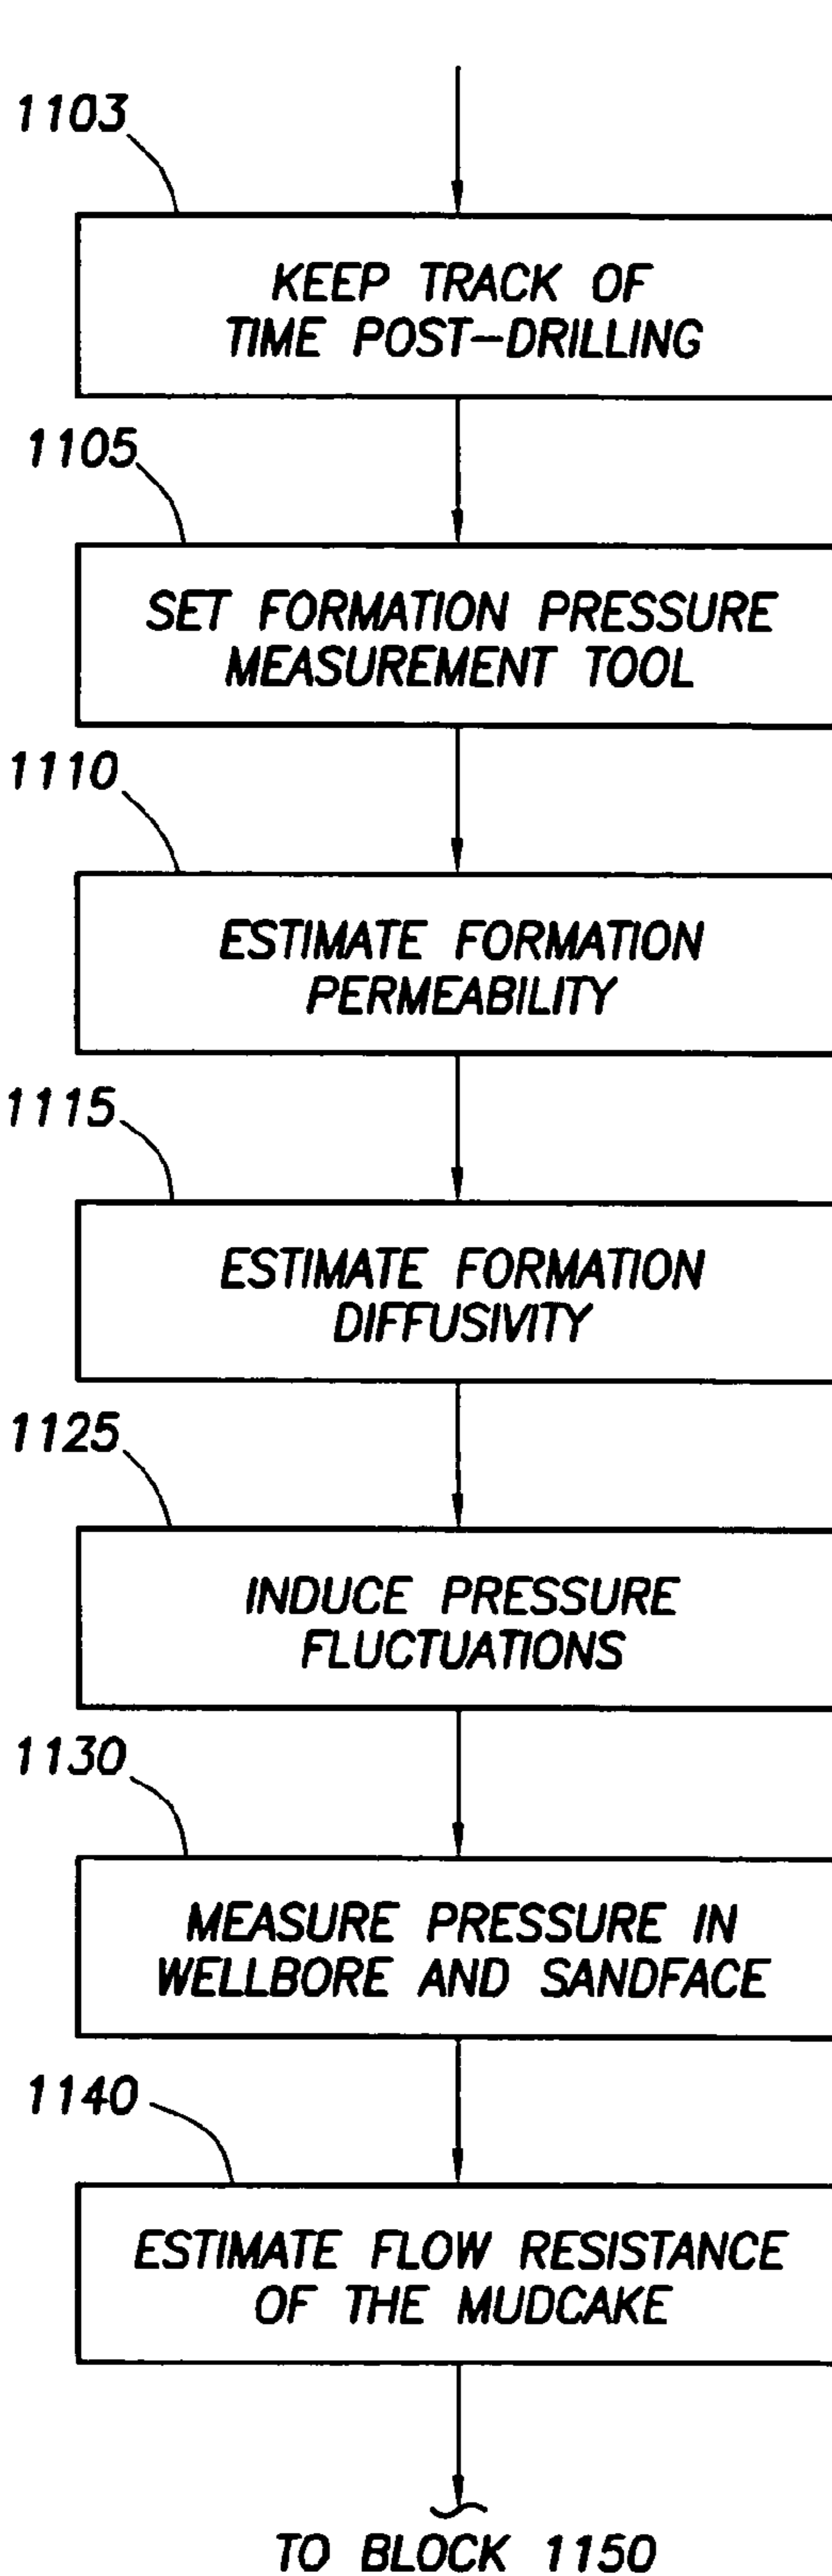 1103
KEEP TRACK OF
TIME POST-DRILLING
1105
SET FORMATION PRESSURE
MEASUREMENT TOOL
1110
ESTIMATE FORMATION
PERMEABILITY
1115
ESTIMATE FORMATION
DIFFUSIVITY
1125
INDUCE PRESSURE
FLUCTUATIONS
1130
MEASURE PRESSURE IN
WELLBORE AND SANDFACE
1140
ESTIMATE FLOW RESISTANCE
OF THE MUDCAKE
TO BLOCK 1150